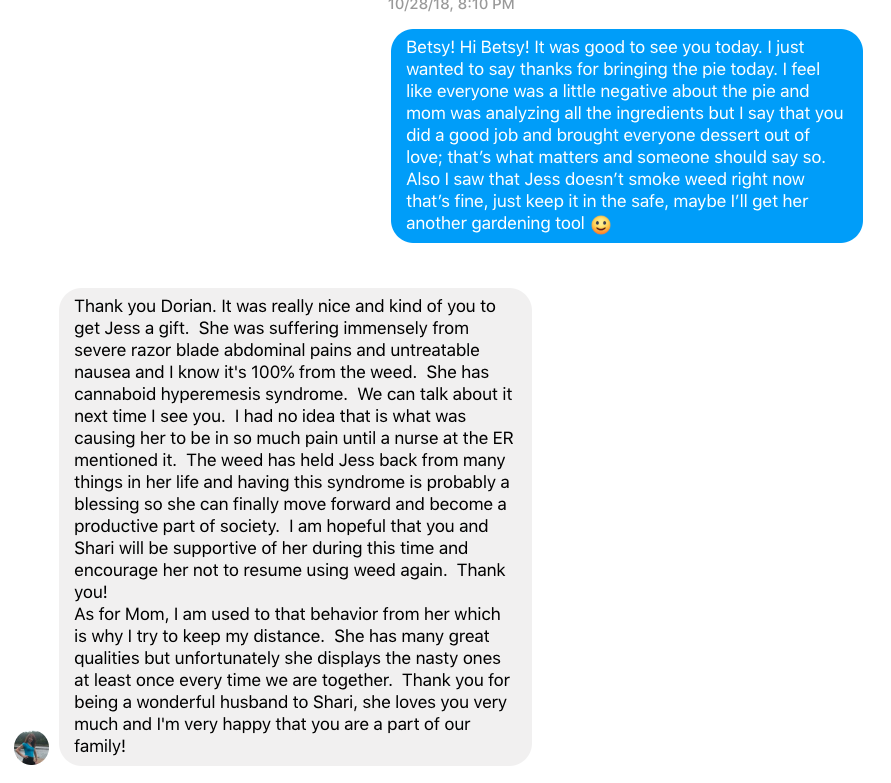 10/28/18, 8:10 PM
Betsy! Hi Betsy! It was good to see you today. I just
wanted to say thanks for bringing the pie today. I feel
like everyone was a little negative about the pie and
mom was analyzing all the ingredients but I say that you
did a good job and brought everyone dessert out of
love; that's what matters and someone should say so.
Also I saw that Jess doesn't smoke weed right now
that's fine, just keep it in the safe, maybe I'll get her
another gardening tool 🙂
Thank you Dorian. It was really nice and kind of you to
get Jess a gift.  She was suffering immensely from
severe razor blade abdominal pains and untreatable
nausea and I know it's 100% from the weed.  She has
cannaboid hyperemesis syndrome.  We can talk about it
next time I see you.  I had no idea that is what was
causing her to be in so much pain until a nurse at the ER
mentioned it.  The weed has held Jess back from many
things in her life and having this syndrome is probably a
blessing so she can finally move forward and become a
productive part of society.  I am hopeful that you and
Shari will be supportive of her during this time and
encourage her not to resume using weed again.  Thank
you!
As for Mom, I am used to that behavior from her which
is why I try to keep my distance.  She has many great
qualities but unfortunately she displays the nasty ones
at least once every time we are together.  Thank you for
being a wonderful husband to Shari, she loves you very
much and I'm very happy that you are a part of our
family!